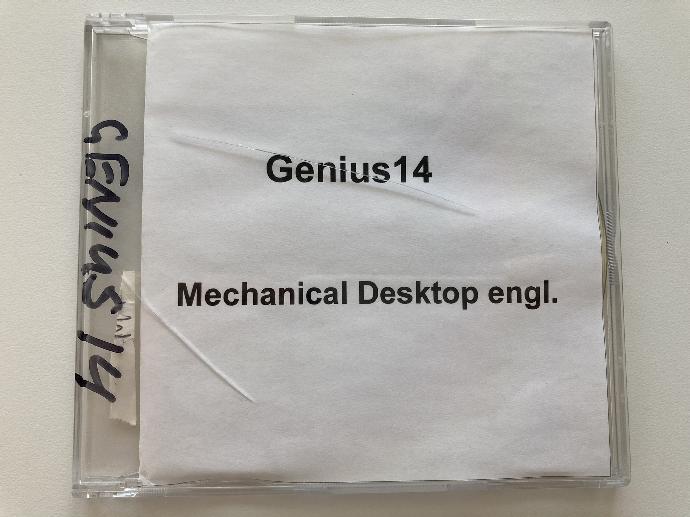 Genius14
Mechanical Desktop engl.
GENIUS 14